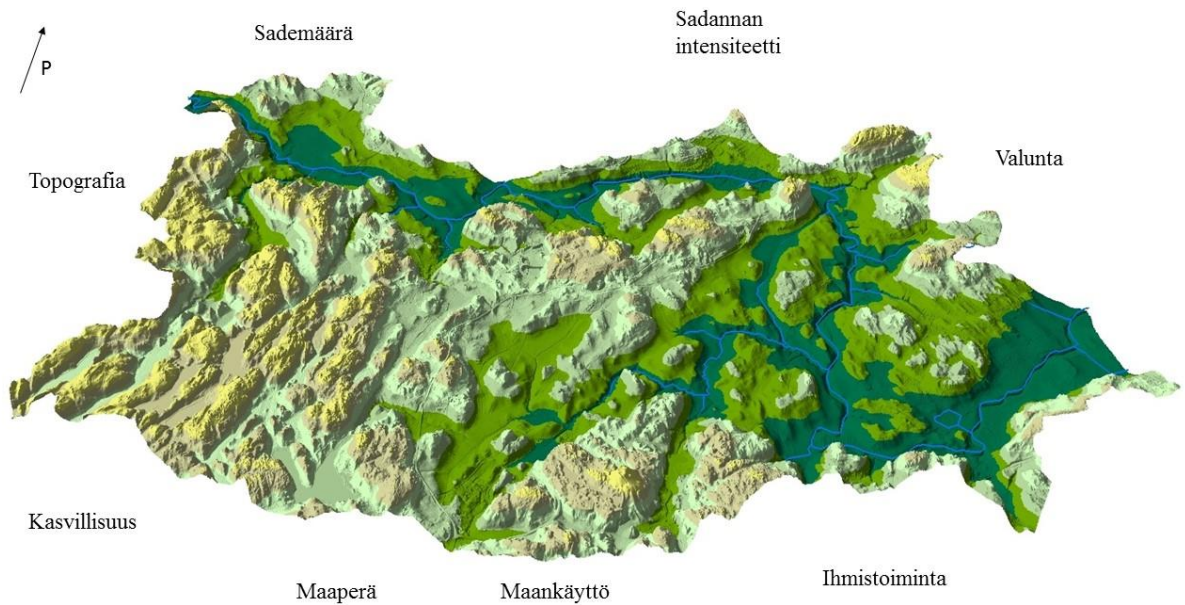 Sademäärä
Sadannan
intensiteetti
P
Topografia
Valunta
Kasvillisuus
Maaperä
Maankäyttö
Ihmistoiminta